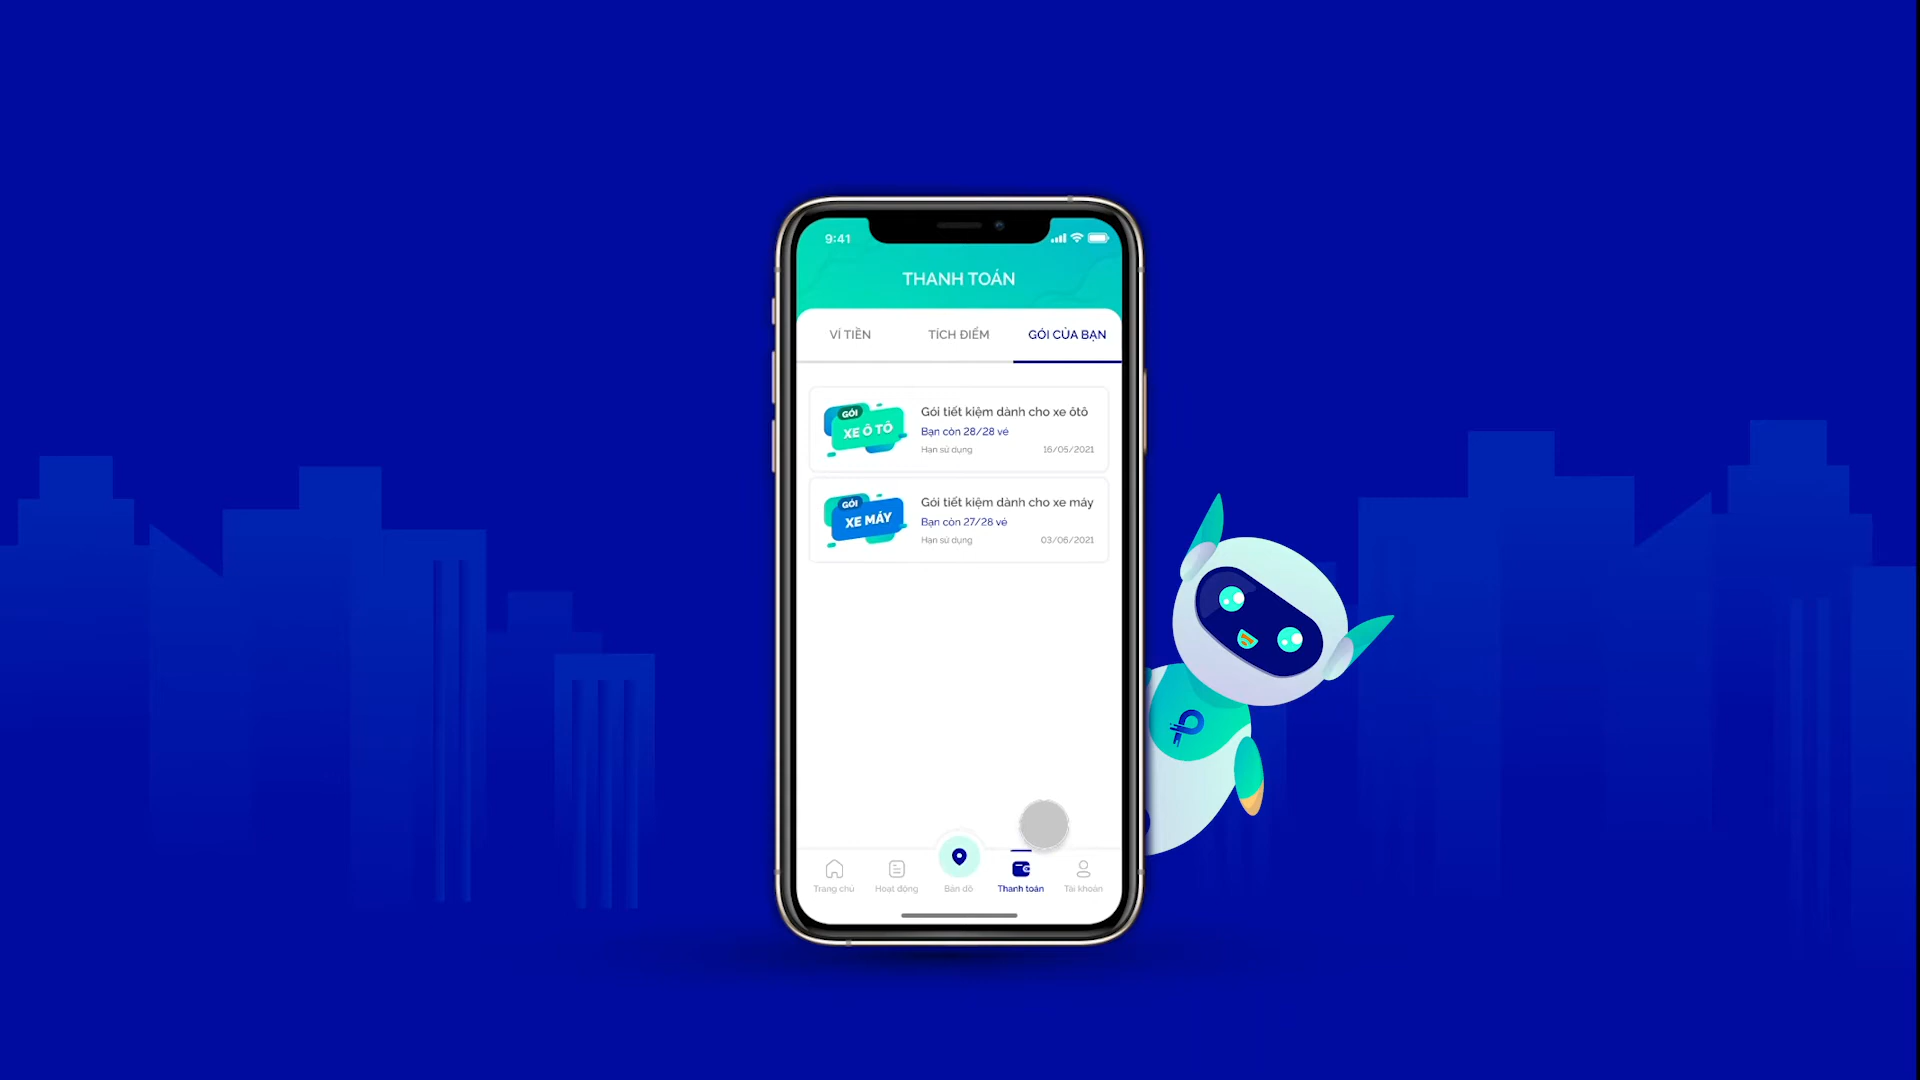 9:41
THANH TOÁN
VÍ TIỀN TÍCH ĐIỂM GÓI CỦA BẠN
GÓI
XE Ô TÔ
Gói tiết kiệm dành cho xe ôtô
Bạn còn 28/28 vé
Hạn sử dụng 16/05/2021
GÓI
XE MÁY
Gói tiết kiệm dành cho xe máy
Bạn còn 27/28 vé
Hạn sử dụng 03/06/2021
Trang chủ Hoạt động Bản đồ Thanh toán Tài khoản